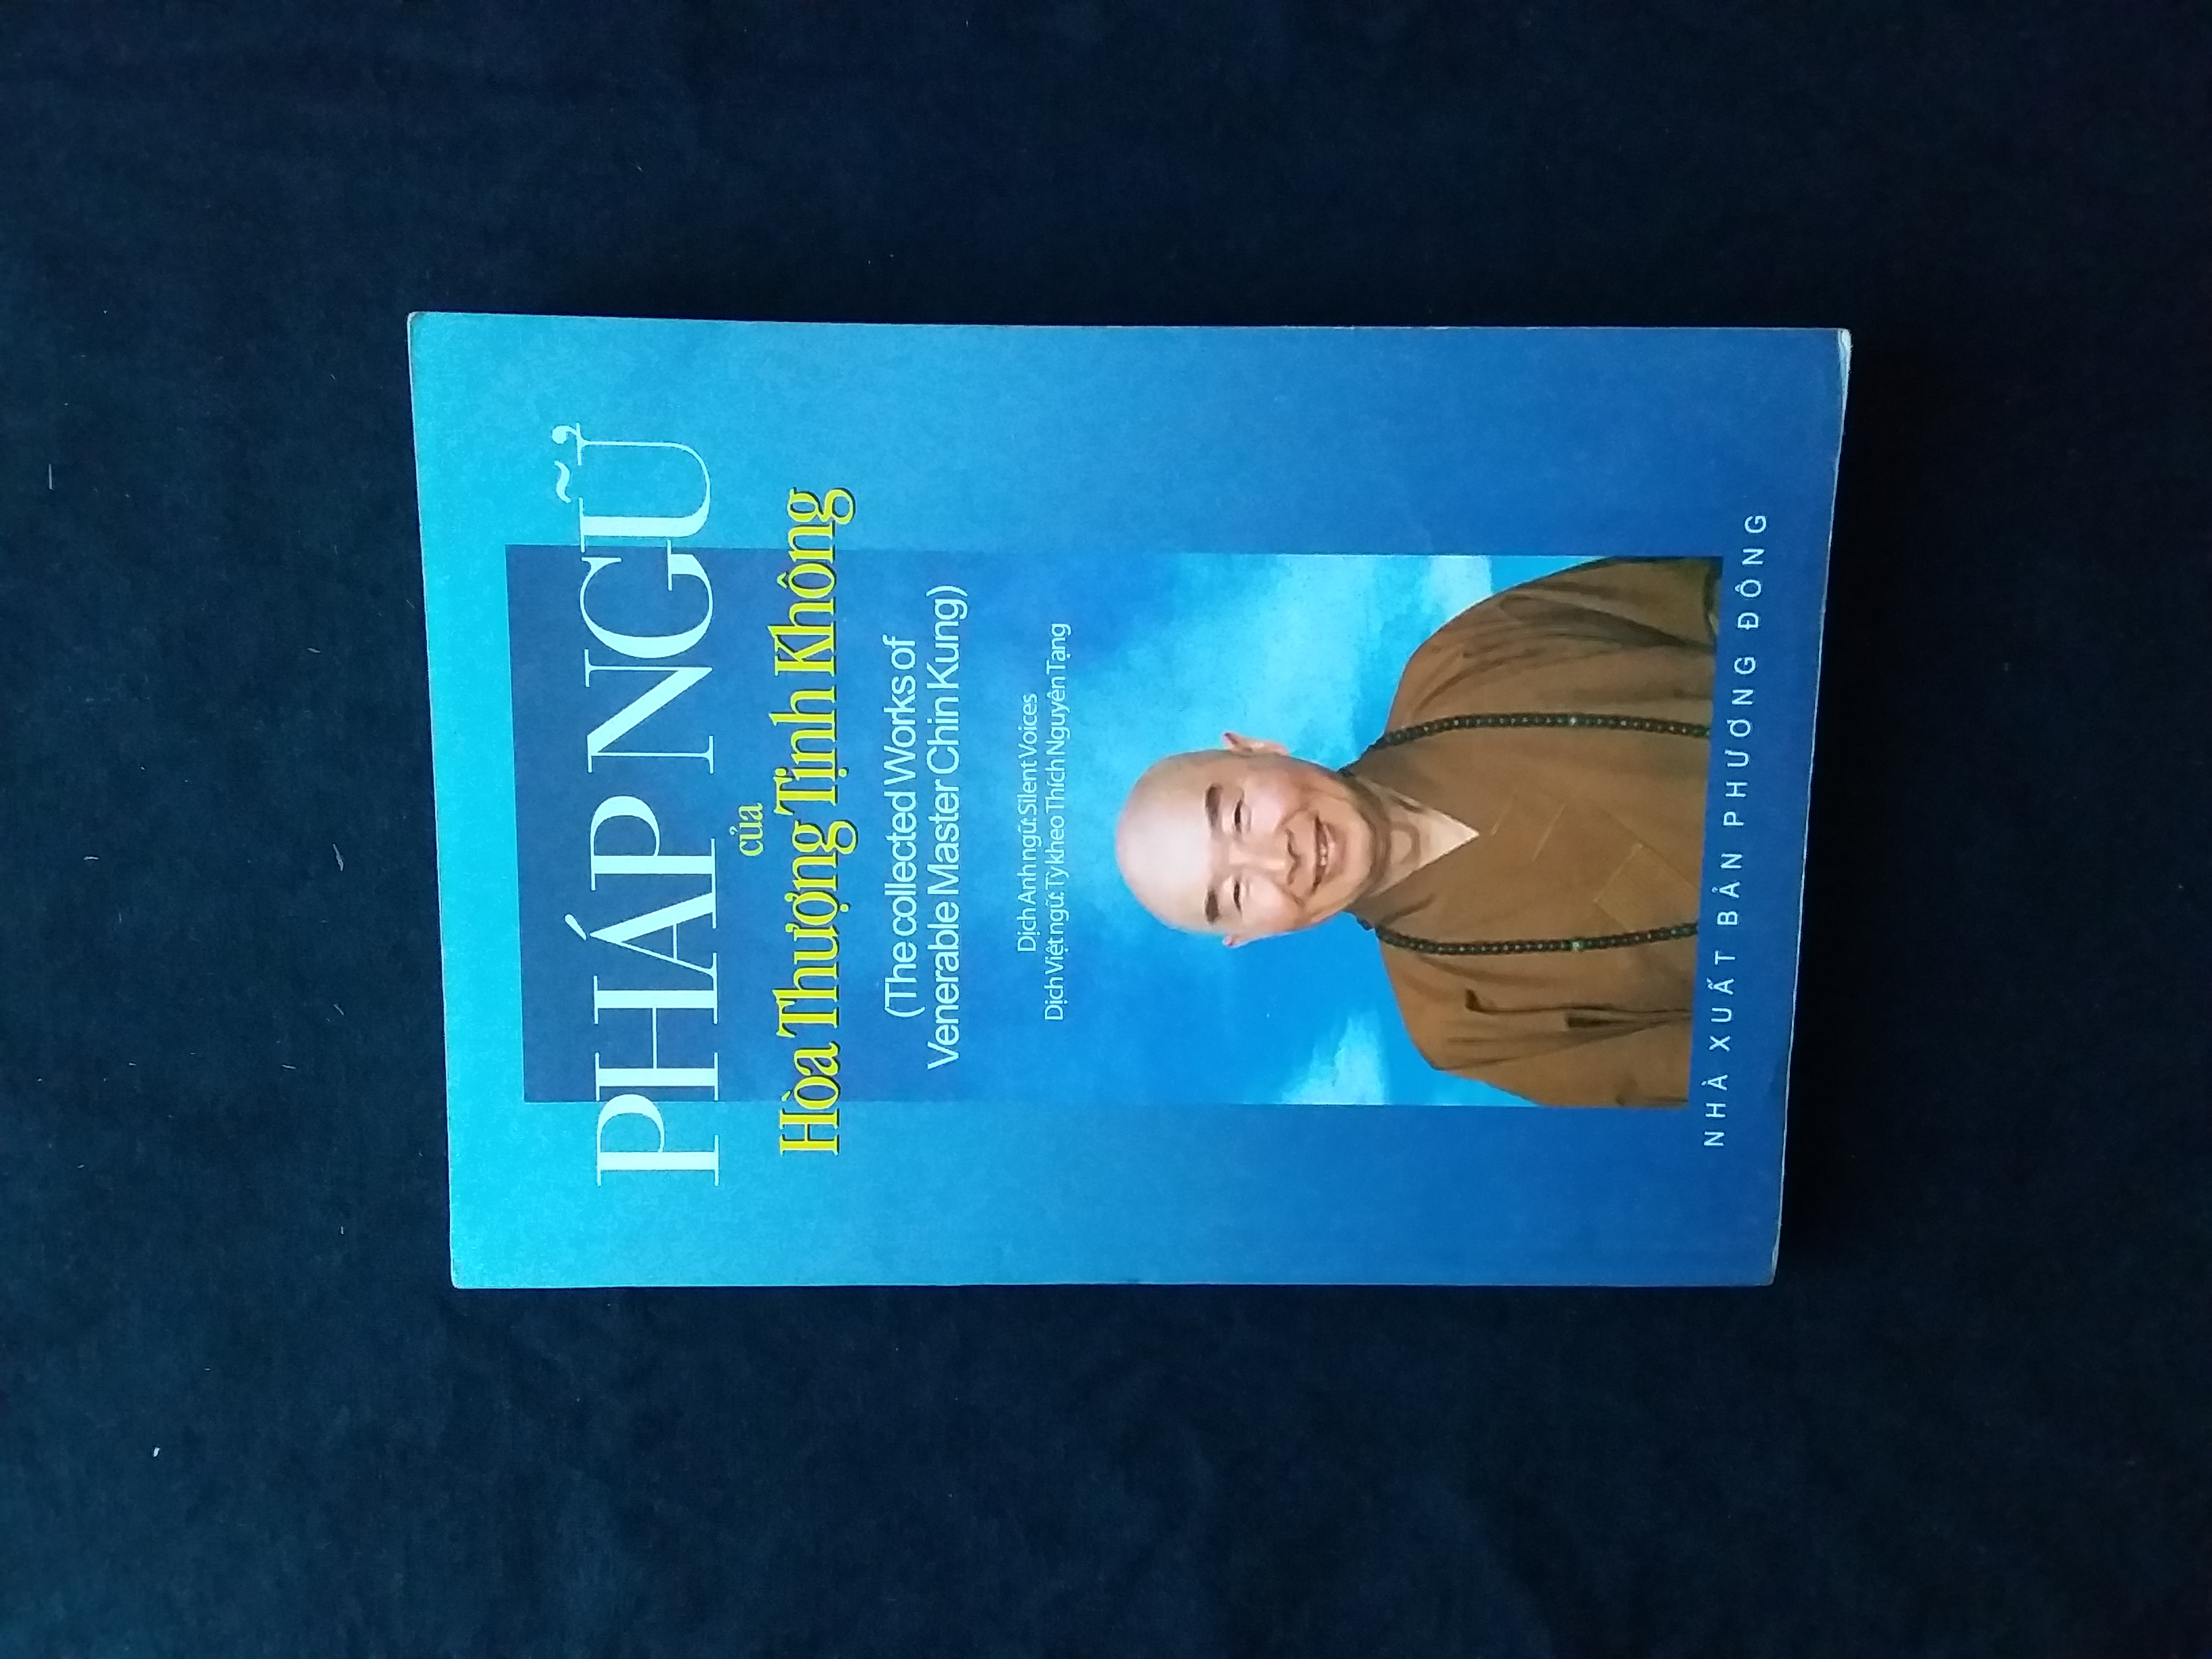 PHÁP NGỮ
của
Hòa Thượng Tịnh Không
(The collected Works of
Venerable Master Chin Kung)
Dịch Anh ngữ: Silent Voices
Dịch Việt ngữ: Tỳ kheo Thích Nguyên Tạng
NHÀ XUẤT BẢN PHƯƠNG ĐÔNG